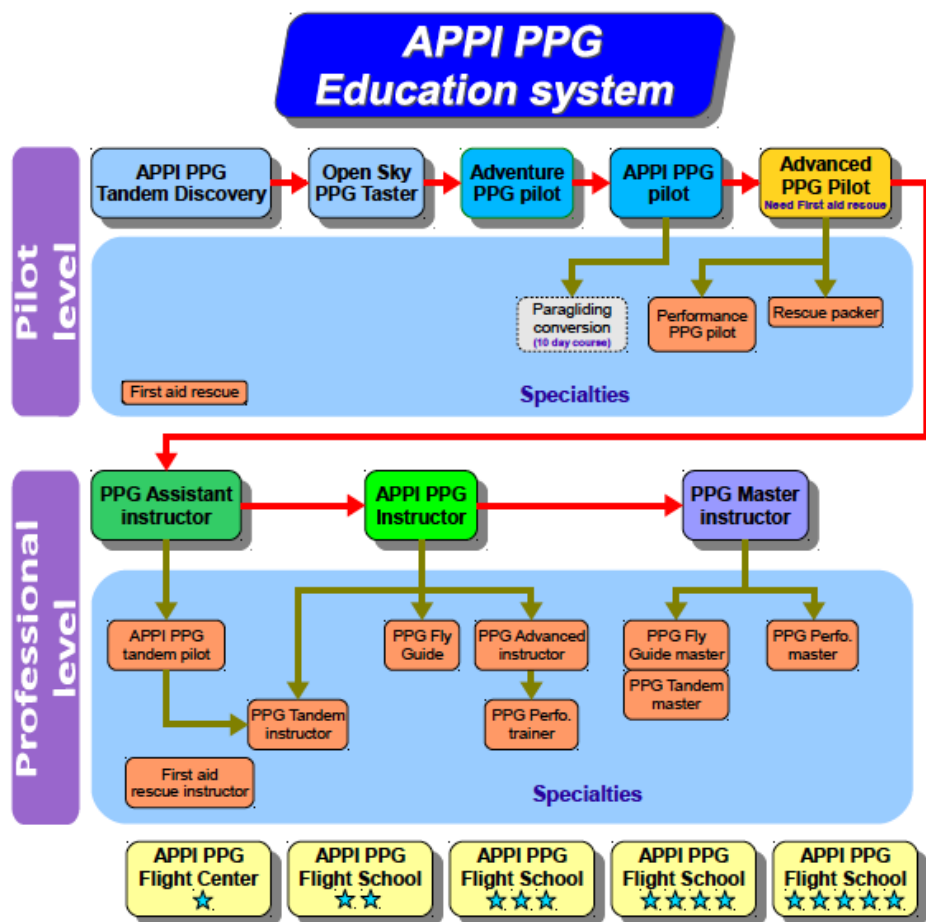 APPI PPG
Education system
Pilot
level
APPI PPG
Tandem Discovery
Open Sky
PPG Taster
Adventure
PPG pilot
APPI PPG
pilot
Advanced
PPG Pilot
Need First aid rescue
Paragliding
conversion
(10 day course)
Performance
PPG pilot
Rescue packer
First aid rescue
Specialties
Professional
level
PPG Assistant
instructor
APPI PPG
Instructor
PPG Master
instructor
APPI PPG
tandem pilot
PPG Fly
Guide
PPG Advanced
instructor
PPG Fly
Guide master
PPG Perfo.
master
PPG Tandem
master
PPG Tandem
instructor
PPG Perfo.
trainer
First aid
rescue instructor
Specialties
APPI PPG
Flight Center
APPI PPG
Flight School
APPI PPG
Flight School
APPI PPG
Flight School
APPI PPG
Flight School